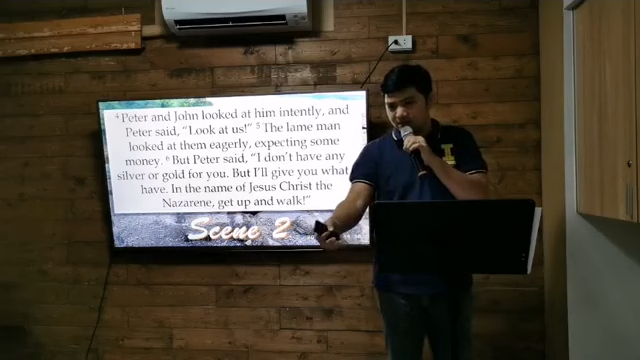 ⁴ Peter and John looked at him intently, and
Peter said, “Look at us!” ⁵ The lame man
looked at them eagerly, expecting some
money. ⁶ But Peter said, “I don’t have any
silver or gold for you. But I’ll give you what
have. In the name of Jesus Christ the
Nazarene, get up and walk!”
Scene 2